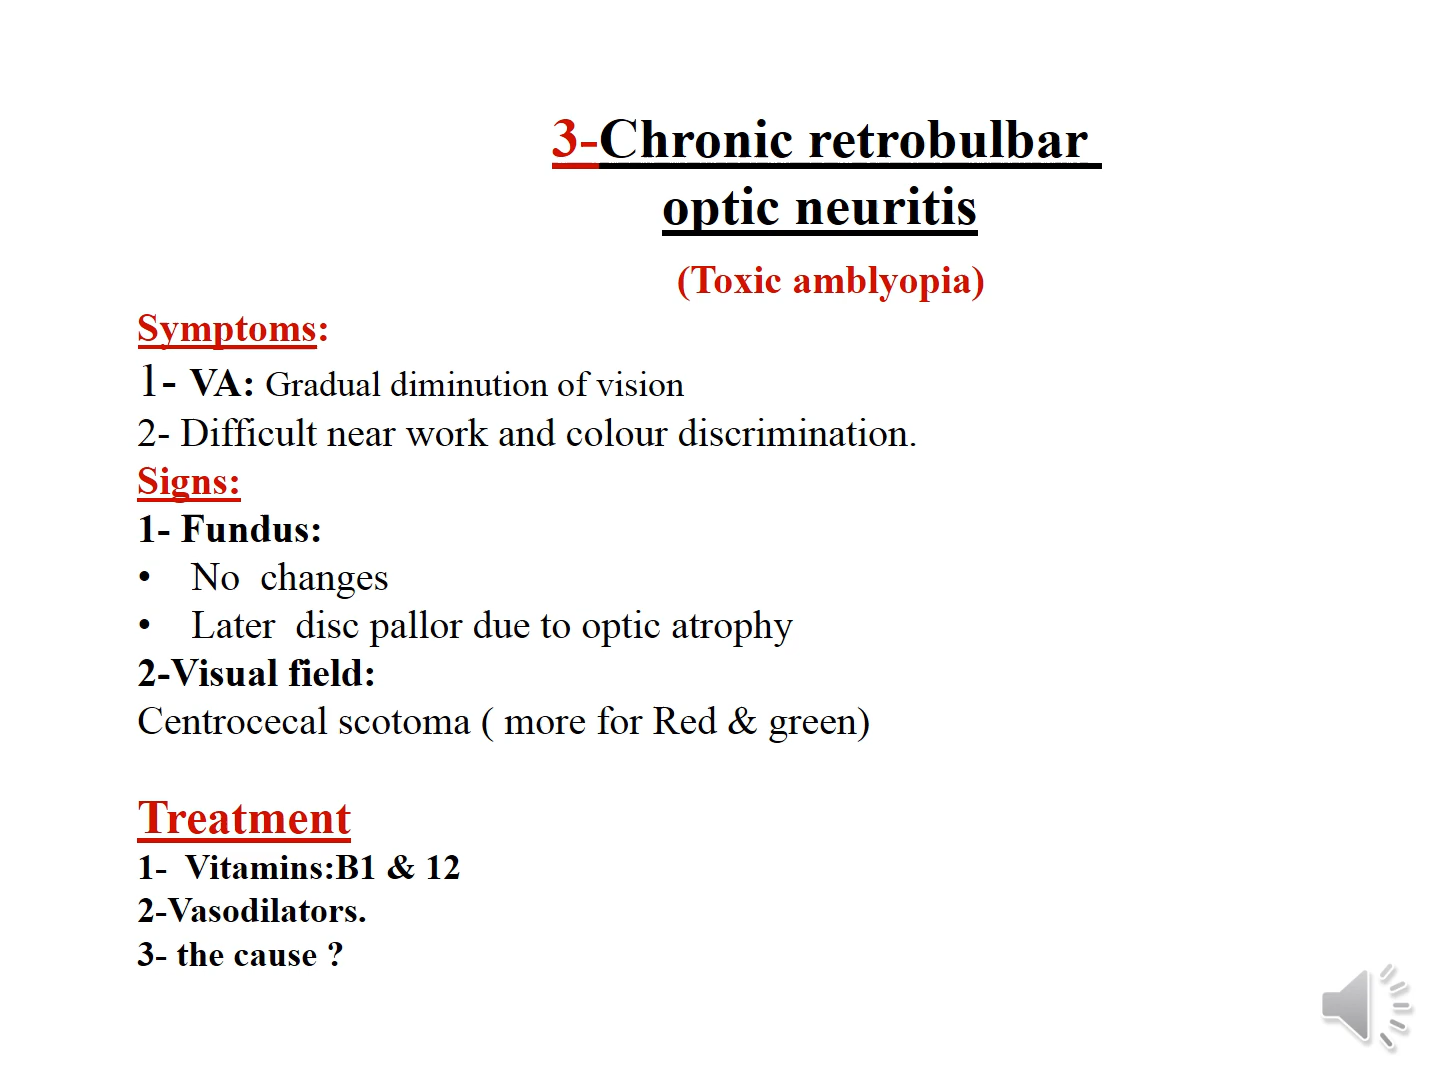 3-Chronic retrobulbar
optic neuritis
(Toxic amblyopia)
Symptoms:
1- VA: Gradual diminution of vision
2- Difficult near work and colour discrimination.
Signs:
1- Fundus:
• No changes
• Later disc pallor due to optic atrophy
2-Visual field:
Centrocecal scotoma ( more for Red & green)
Treatment
1- Vitamins:B1 & 12
2-Vasodilators.
3- the cause ?